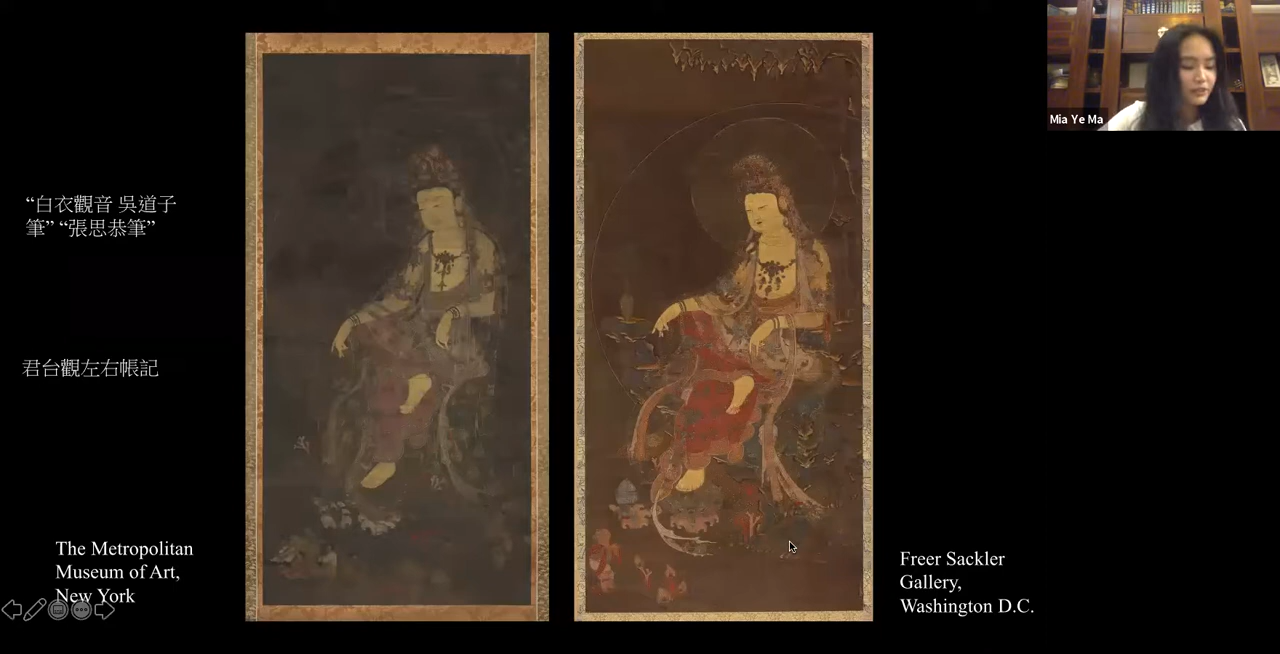 “白衣觀音 吳道子
筆” “張思恭筆”
君台觀左右帳記
The Metropolitan
Museum of Art,
New York
Freer Sackler
Gallery,
Washington D.C.
Mia Ye Ma